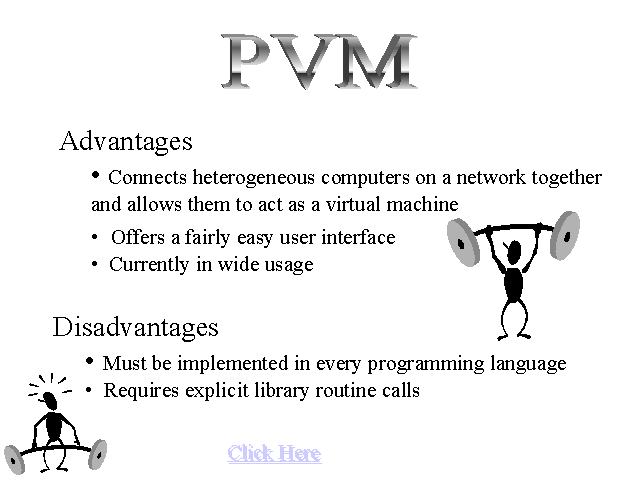 PVM
Advantages
• Connects heterogeneous computers on a network together
and allows them to act as a virtual machine
• Offers a fairly easy user interface
• Currently in wide usage
Disadvantages
• Must be implemented in every programming language
• Requires explicit library routine calls
Click Here